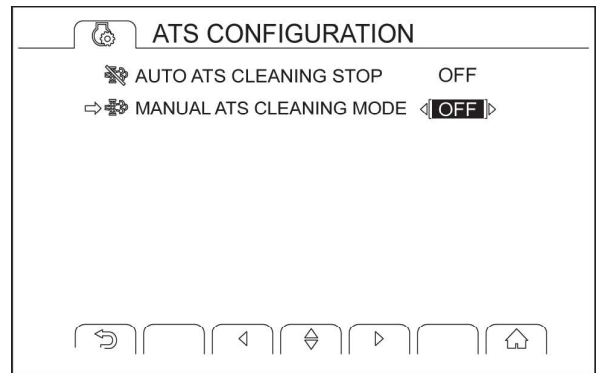 ATS CONFIGURATION
AUTO ATS CLEANING STOP OFF
MANUAL ATS CLEANING MODE OFF